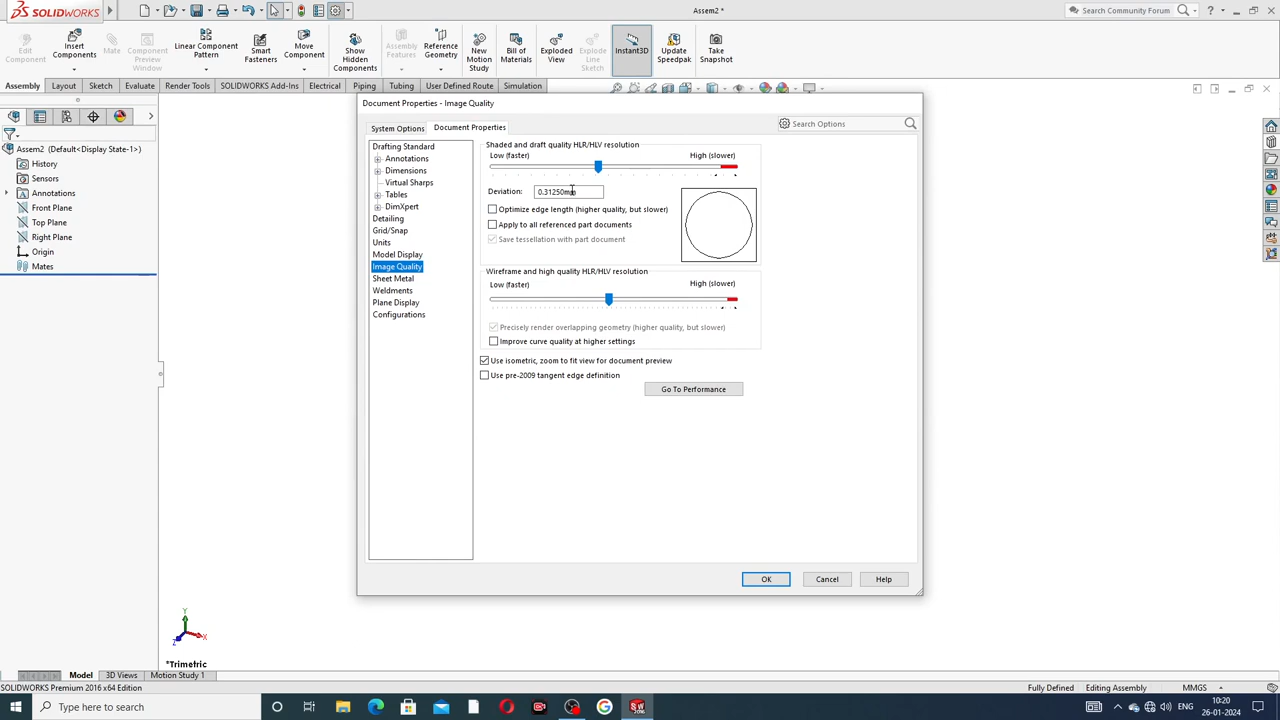 SOLIDWORKS
Assem2 *
Search Community Forum
Edit Component
Insert Components
Mate
Component Preview Window
Linear Component Pattern
Smart Fasteners
Move Component
Show Hidden Components
Assembly Features
Reference Geometry
New Motion Study
Bill of Materials
Exploded View
Explode Line Sketch
Instant3D
Update Speedpak
Take Snapshot
Assembly Layout Sketch Evaluate Render Tools SOLIDWORKS Add-Ins Electrical Piping Tubing User Defined Route Simulation
Assem2 (Default<Display State-1>)
History
Sensors
Annotations
Front Plane
Top Plane
Right Plane
Origin
Mates
Document Properties - Image Quality
System Options Document Properties
Search Options
Drafting Standard
Annotations
Dimensions
Virtual Sharps
Tables
DimXpert
Detailing
Grid/Snap
Units
Model Display
Image Quality
Sheet Metal
Weldments
Plane Display
Configurations
Shaded and draft quality HLR/HLV resolution
Low (faster) High (slower)
Deviation: 0.31250mm
Optimize edge length (higher quality, but slower)
Apply to all referenced part documents
Save tessellation with part document
Wireframe and high quality HLR/HLV resolution
Low (faster) High (slower)
Precisely render overlapping geometry (higher quality, but slower)
Improve curve quality at higher settings
Use isometric, zoom to fit view for document preview
Use pre-2009 tangent edge definition
Go To Performance
OK Cancel Help
Y
X
Z
*Trimetric
Model 3D Views Motion Study 1
SOLIDWORKS Premium 2016 x64 Edition
Fully Defined Editing Assembly MMGS
Type here to search
ENG
10:20
26-01-2024